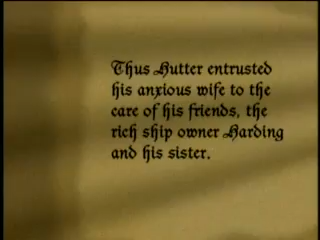 Thus Hutter entrusted
his anxious wife to the
care of his friends, the
rich ship owner Harding
and his sister.